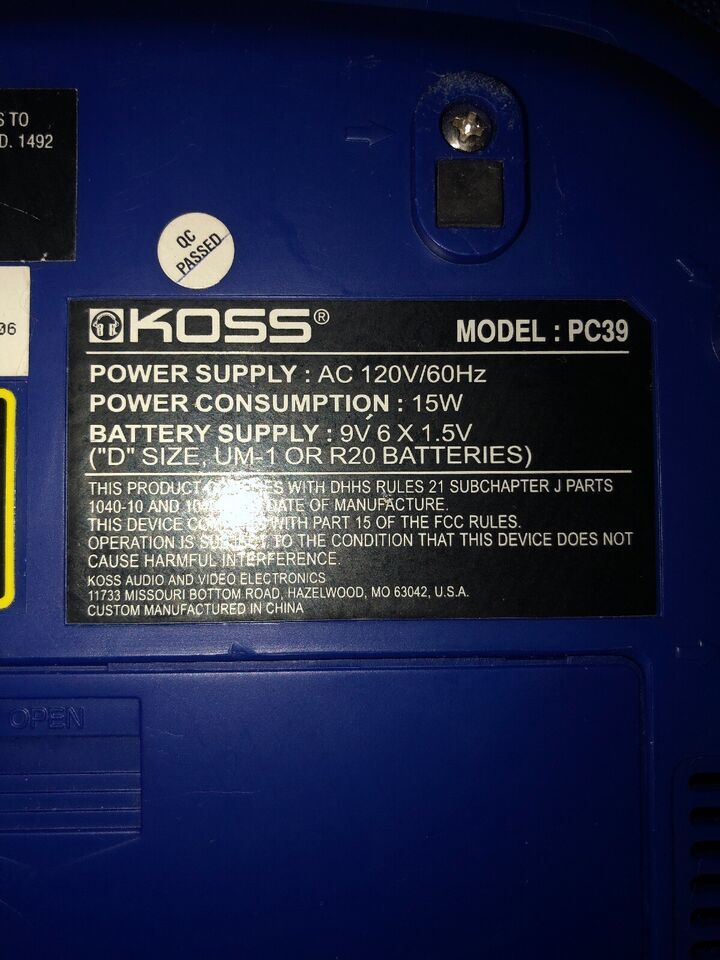 S TO
D. 1492
QC
PASSED
06
KOSS®
MODEL : PC39
POWER SUPPLY : AC 120V/60Hz
POWER CONSUMPTION : 15W
BATTERY SUPPLY : 9V 6 X 1.5V
("D" SIZE, UM-1 OR R20 BATTERIES)
THIS PRODUCT WITH DHHS RULES 21 SUBCHAPTER J PARTS
1040-10 AND DATE OF MANUFACTURE.
THIS DEVICE WITH PART 15 OF THE FCC RULES.
OPERATION IS SUBJECT TO THE CONDITION THAT THIS DEVICE DOES NOT
CAUSE HARMFUL INTERFERENCE.
KOSS AUDIO AND VIDEO ELECTRONICS
11733 MISSOURI BOTTOM ROAD, HAZELWOOD, MO 63042, U.S.A.
CUSTOM MANUFACTURED IN CHINA
OPEN